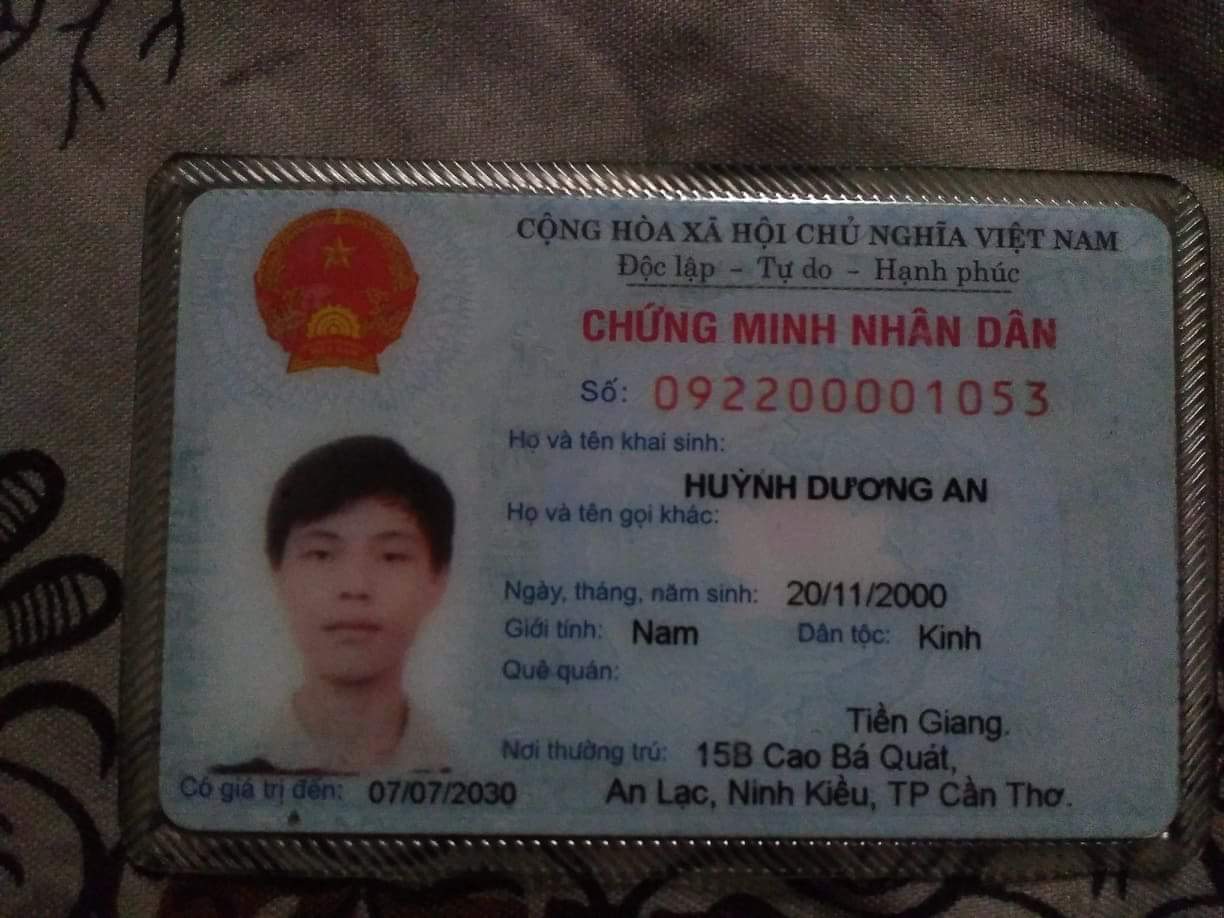 CỘNG HÒA XÃ HỘI CHỦ NGHĨA VIỆT NAM
Độc lập - Tự do - Hạnh phúc
CHỨNG MINH NHÂN DÂN
Số: 092200001053
Họ và tên khai sinh:
HUỲNH DƯƠNG AN
Họ và tên gọi khác:
Ngày, tháng, năm sinh: 20/11/2000
Giới tính: Nam Dân tộc: Kinh
Quê quán:
Tiền Giang.
Nơi thường trú: 15B Cao Bá Quát,
An Lạc, Ninh Kiều, TP Cần Thơ.
Có giá trị đến: 07/07/2030